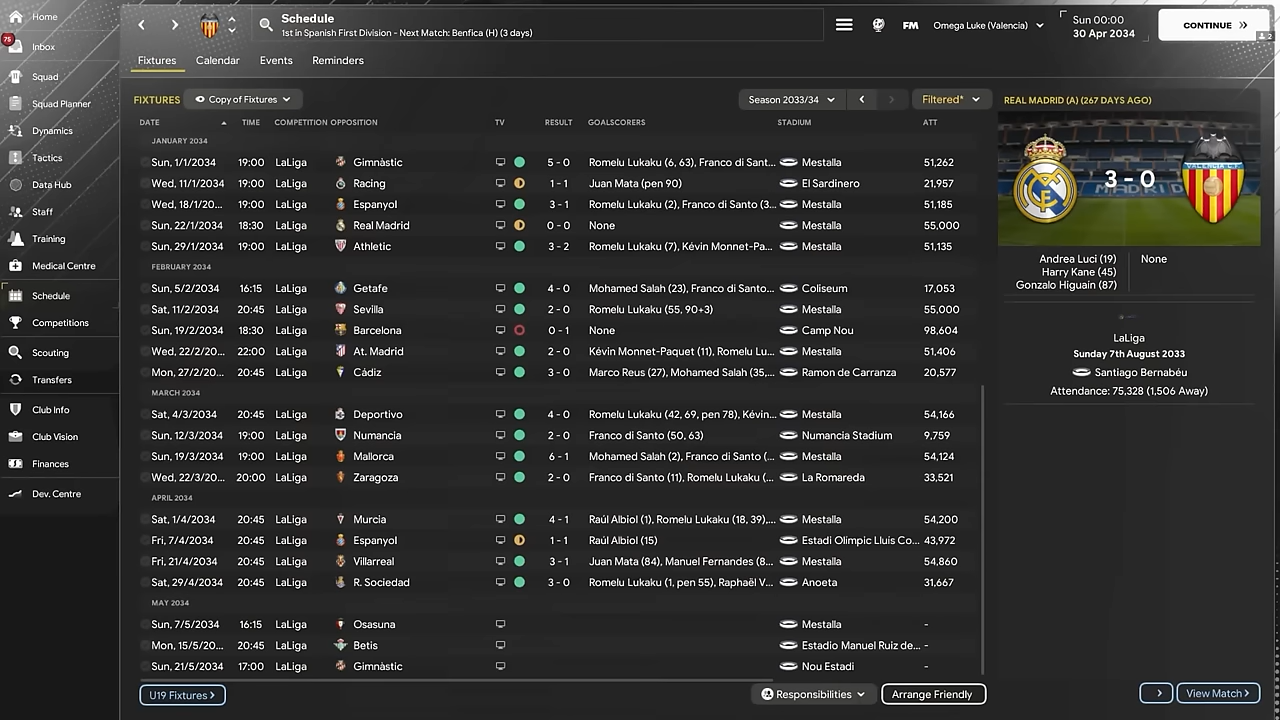 Home
75
Inbox
Squad
Squad Planner
Dynamics
Tactics
Data Hub
Staff
Training
Medical Centre
Schedule
Competitions
Scouting
Transfers
Club Info
Club Vision
Finances
Dev. Centre
Schedule
1st in Spanish First Division - Next Match: Benfica (H) (3 days)
FM Omega Luke (Valencia)
Sun 00:00
30 Apr 2034
CONTINUE
2
Fixtures Calendar Events Reminders
FIXTURES Copy of Fixtures Season 2033/34 Filtered*
DATE TIME COMPETITION OPPOSITION TV RESULT GOALSCORERS STADIUM ATT
JANUARY 2034
Sun, 1/1/2034 19:00 LaLiga Gimnàstic 5 - 0 Romelu Lukaku (6, 63), Franco di Sant... Mestalla 51,262
Wed, 11/1/2034 19:00 LaLiga Racing 1 - 1 Juan Mata (pen 90) El Sardinero 21,957
Wed, 18/1/20... 19:00 LaLiga Espanyol 3 - 1 Romelu Lukaku (2), Franco di Santo (3... Mestalla 51,185
Sun, 22/1/2034 18:30 LaLiga Real Madrid 0 - 0 None Mestalla 55,000
Sun, 29/1/2034 19:00 LaLiga Athletic 3 - 2 Romelu Lukaku (7), Kévin Monnet-Pa... Mestalla 51,135
FEBRUARY 2034
Sun, 5/2/2034 16:15 LaLiga Getafe 4 - 0 Mohamed Salah (23), Franco di Santo... Coliseum 17,053
Sat, 11/2/2034 20:45 LaLiga Sevilla 2 - 0 Romelu Lukaku (55, 90+3) Mestalla 55,000
Sun, 19/2/2034 18:30 LaLiga Barcelona 0 - 1 None Camp Nou 98,604
Wed, 22/2/20... 22:00 LaLiga At. Madrid 2 - 0 Kévin Monnet-Paquet (11), Romelu Lu... Mestalla 51,406
Mon, 27/2/20... 20:45 LaLiga Cádiz 3 - 0 Marco Reus (27), Mohamed Salah (35,... Ramon de Carranza 20,577
MARCH 2034
Sat, 4/3/2034 20:45 LaLiga Deportivo 4 - 0 Romelu Lukaku (42, 69, pen 78), Kévin... Mestalla 54,166
Sun, 12/3/2034 19:00 LaLiga Numancia 2 - 0 Franco di Santo (50, 63) Numancia Stadium 9,759
Sun, 19/3/2034 19:00 LaLiga Mallorca 6 - 1 Mohamed Salah (2), Franco di Santo (... Mestalla 54,124
Wed, 22/3/20... 20:00 LaLiga Zaragoza 2 - 0 Franco di Santo (11), Romelu Lukaku (... La Romareda 33,521
APRIL 2034
Sat, 1/4/2034 20:45 LaLiga Murcia 4 - 1 Raúl Albiol (1), Romelu Lukaku (18, 39),... Mestalla 54,200
Fri, 7/4/2034 20:45 LaLiga Espanyol 1 - 1 Raúl Albiol (15) Estadi Olímpic Lluís Co... 43,972
Fri, 21/4/2034 20:45 LaLiga Villarreal 3 - 1 Juan Mata (84), Manuel Fernandes (8... Mestalla 54,860
Sat, 29/4/2034 20:45 LaLiga R. Sociedad 3 - 0 Romelu Lukaku (1, pen 55), Raphaël V... Anoeta 31,667
MAY 2034
Sun, 7/5/2034 16:15 LaLiga Osasuna Mestalla -
Mon, 15/5/20... 20:45 LaLiga Betis Estadio Manuel Ruiz de... -
Sun, 21/5/2034 17:00 LaLiga Gimnàstic Nou Estadi -
U19 Fixtures Responsibilities Arrange Friendly
REAL MADRID (A) (267 DAYS AGO)
3 - 0
Andrea Luci (19) None
Harry Kane (45)
Gonzalo Higuaín (87)
LaLiga
Sunday 7th August 2033
Santiago Bernabéu
Attendance: 75,328 (1,506 Away)
View Match